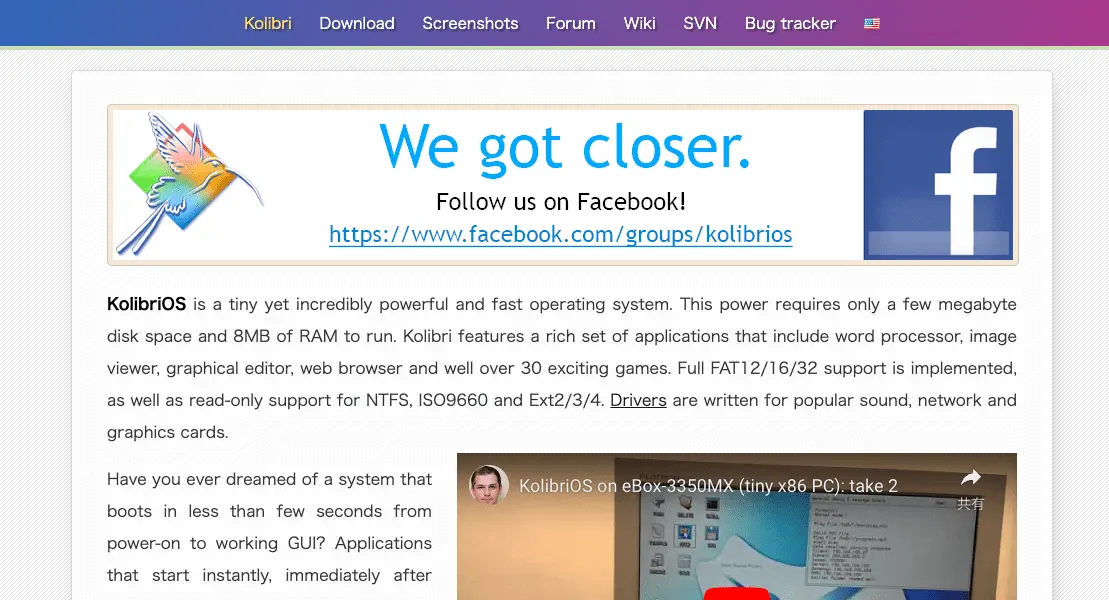 Kolibri Download Screenshots Forum Wiki SVN Bug tracker
We got closer.
Follow us on Facebook!
https://www.facebook.com/groups/kolibrios
f
KolibriOS is a tiny yet incredibly powerful and fast operating system. This power requires only a few megabyte
disk space and 8MB of RAM to run. Kolibri features a rich set of applications that include word processor, image
viewer, graphical editor, web browser and well over 30 exciting games. Full FAT12/16/32 support is implemented,
as well as read-only support for NTFS, ISO9660 and Ext2/3/4. Drivers are written for popular sound, network and
graphics cards.
Have you ever dreamed of a system that
boots in less than few seconds from
power-on to working GUI? Applications
that start instantly, immediately after
KolibriOS on eBox-3350MX (tiny x86 PC): take 2
共有